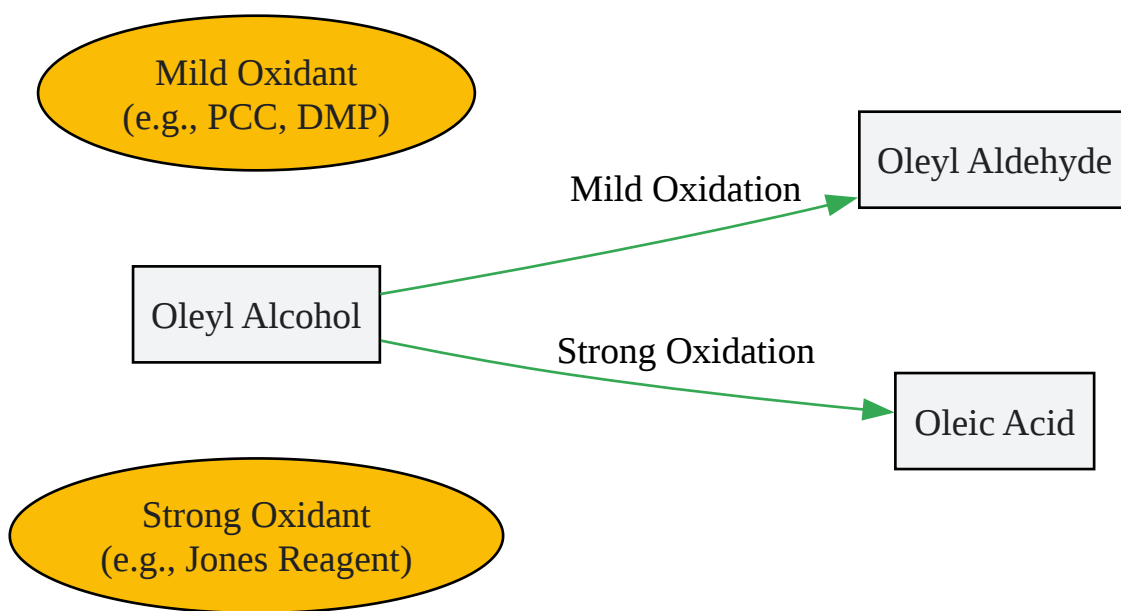 Mild Oxidant
(e.g., PCC, DMP)
Oleyl Aldehyde
Mild Oxidation
Oleyl Alcohol
Strong Oxidation
Oleic Acid
Strong Oxidant
(e.g., Jones Reagent)